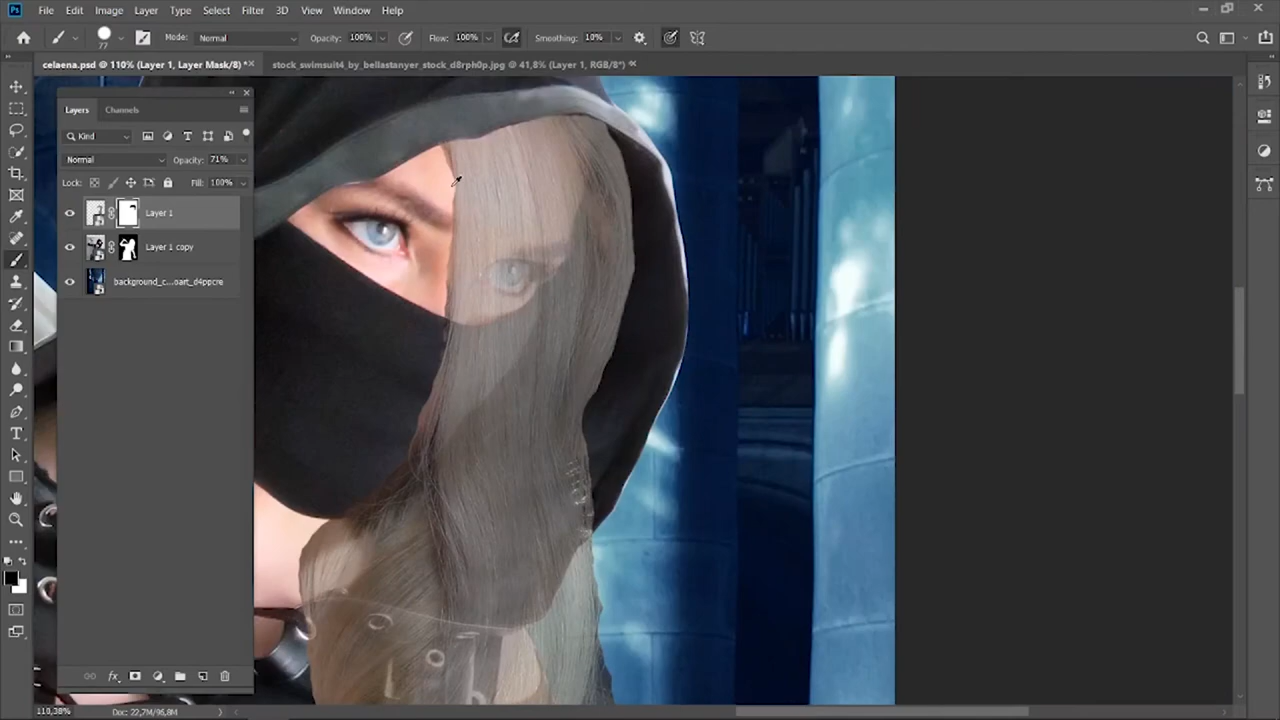 Ps File Edit Image Layer Type Select Filter 3D View Window Help
77 Mode: Normal Opacity: 100% Flow: 100% Smoothing: 10%
celaena.psd @ 110% (Layer 1, Layer Mask/8) * × stock_swimsuit4_by_bellastanyer_stock_d8rph0p.jpg @ 41,8% (Layer 1, RGB/8*) ×
Layers Channels
Kind
Normal Opacity: 71%
Lock: Fill: 100%
Layer 1
Layer 1 copy
background_c...oart_d4ppcre
110,38% Doc: 22,7M/96,8M